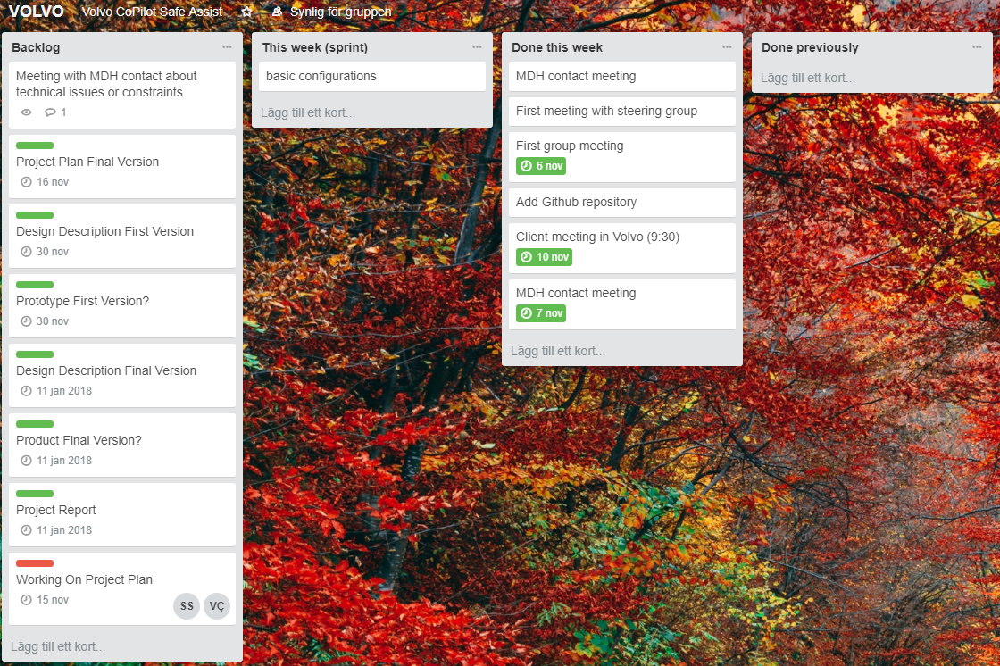 VOLVO Volvo CoPilot Safe Assist Synlig för gruppen
Backlog
Meeting with MDH contact about
technical issues or constraints
1
Project Plan Final Version
16 nov
Design Description First Version
30 nov
Prototype First Version?
30 nov
Design Description Final Version
11 jan 2018
Product Final Version?
11 jan 2018
Project Report
11 jan 2018
Working On Project Plan
15 nov
SS VÇ
Lägg till ett kort...
This week (sprint)
basic configurations
Lägg till ett kort...
Done this week
MDH contact meeting
First meeting with steering group
First group meeting
6 nov
Add Github repository
Client meeting in Volvo (9:30)
10 nov
MDH contact meeting
7 nov
Lägg till ett kort...
Done previously
Lägg till ett kort...